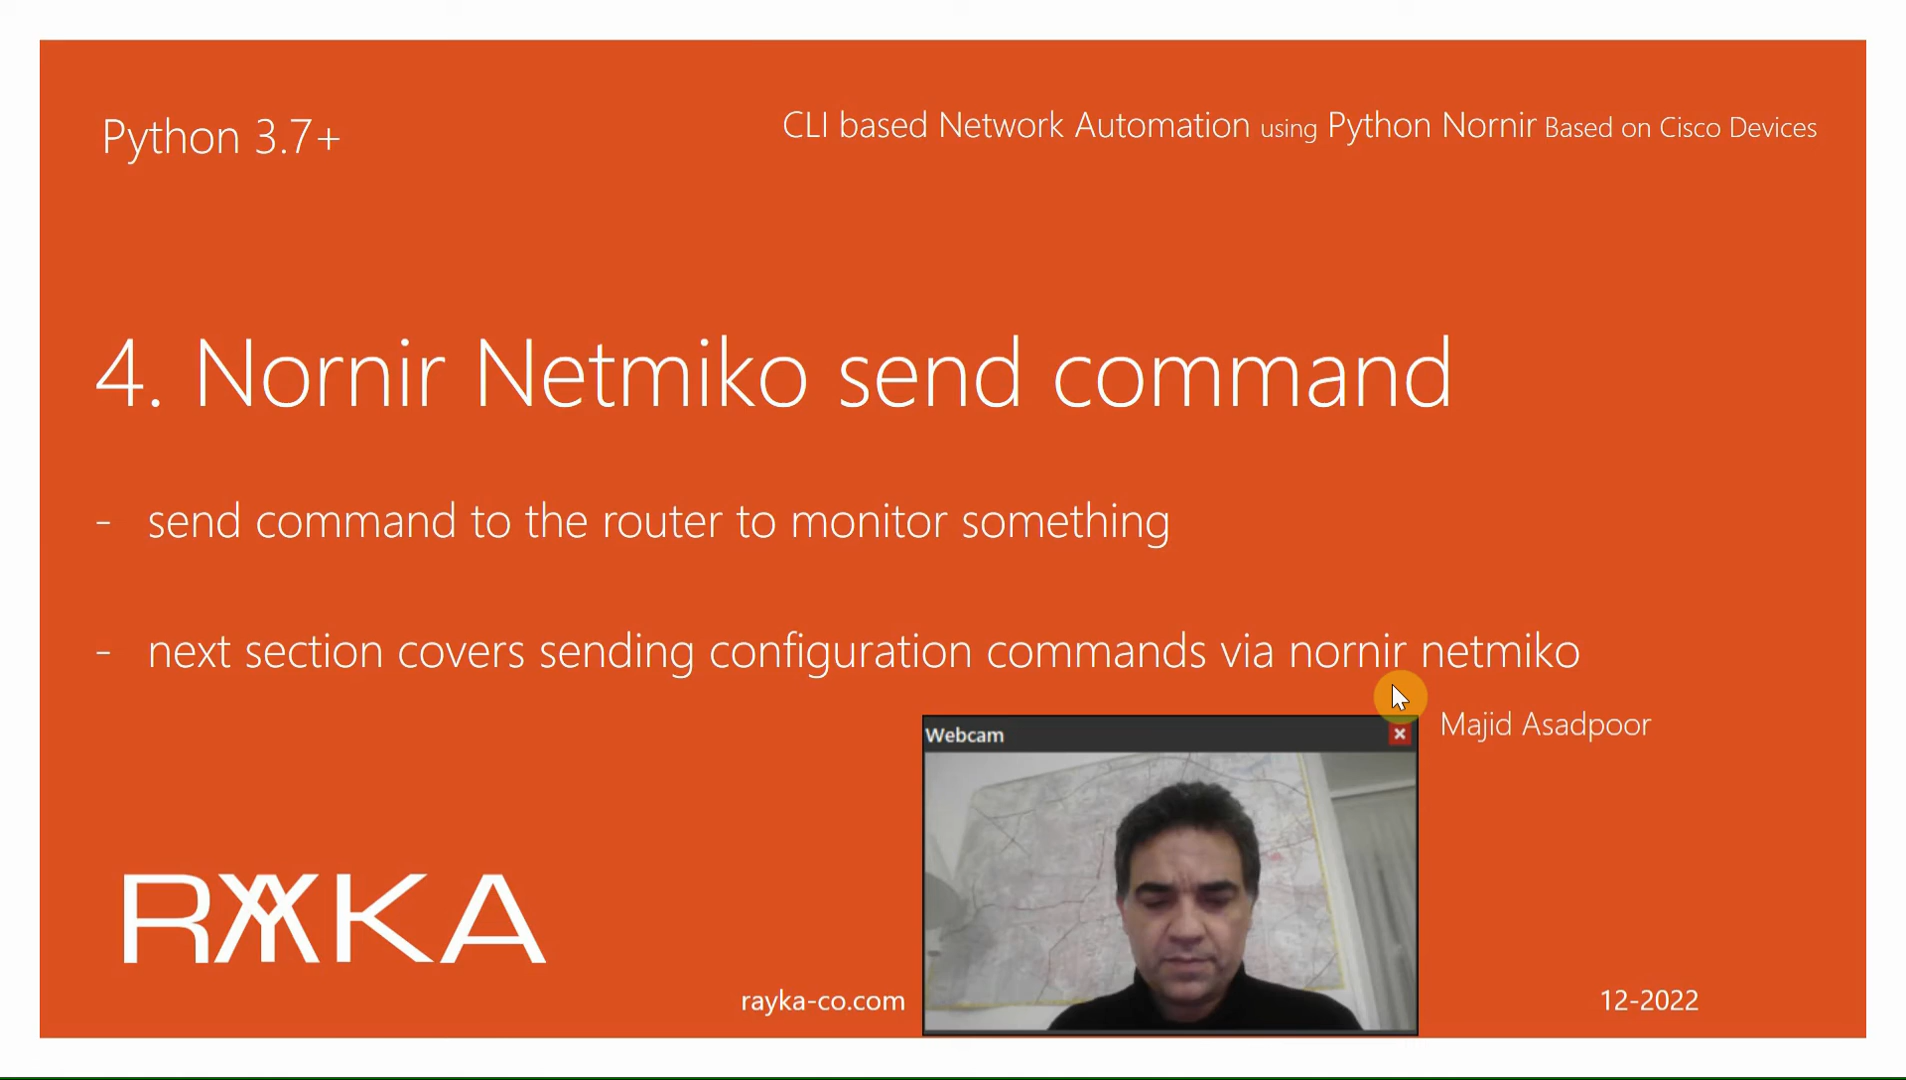 Python 3.7+
CLI based Network Automation using Python Nornir Based on Cisco Devices
4. Nornir Netmiko send command
- send command to the router to monitor something
- next section covers sending configuration commands via nornir netmiko
Majid Asadpoor
Webcam
RAYKA
rayka-co.com
12-2022